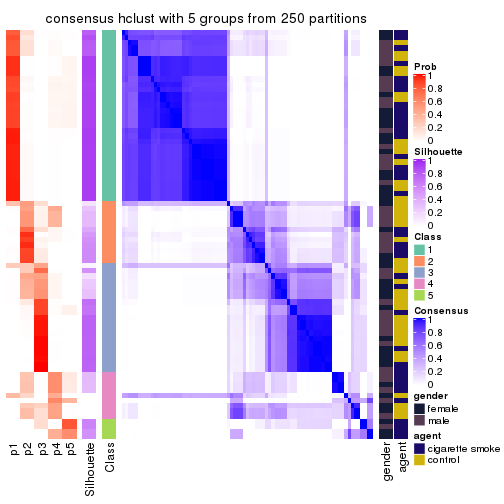 consensus hclust with 5 groups from 250 partitions
Prob
1
0.8
0.6
0.4
0.2
0
Silhouette
1
0.8
0.6
0.4
0.2
0
Class
1
2
3
4
5
Consensus
1
0.8
0.6
0.4
0.2
0
gender
female
male
agent
cigarette smoke
control
p1
p2
p3
p4
p5
Silhouette
Class
gender
agent